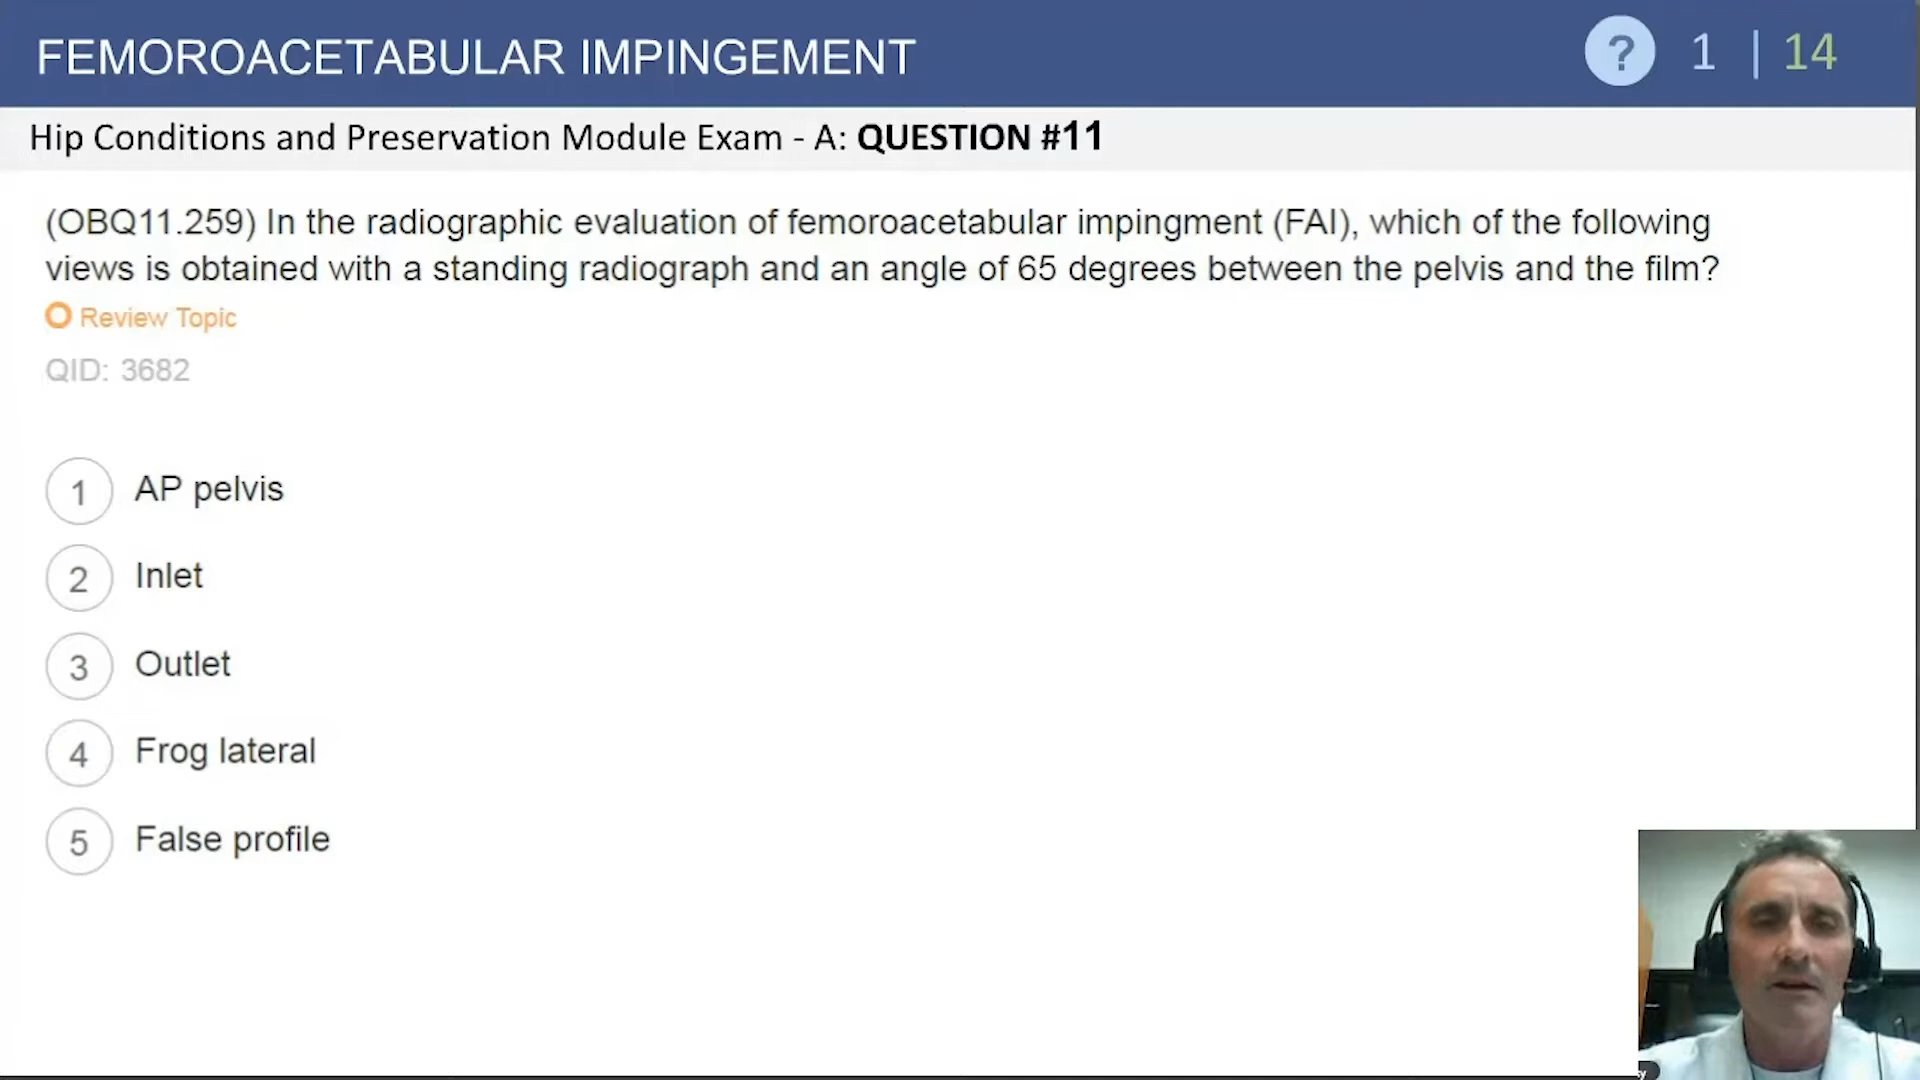 FEMOROACETABULAR IMPINGEMENT
? 1 | 14
Hip Conditions and Preservation Module Exam - A: QUESTION #11
(OBQ11.259) In the radiographic evaluation of femoroacetabular impingment (FAI), which of the following
views is obtained with a standing radiograph and an angle of 65 degrees between the pelvis and the film?
Review Topic
QID: 3682
1 AP pelvis
2 Inlet
3 Outlet
4 Frog lateral
5 False profile